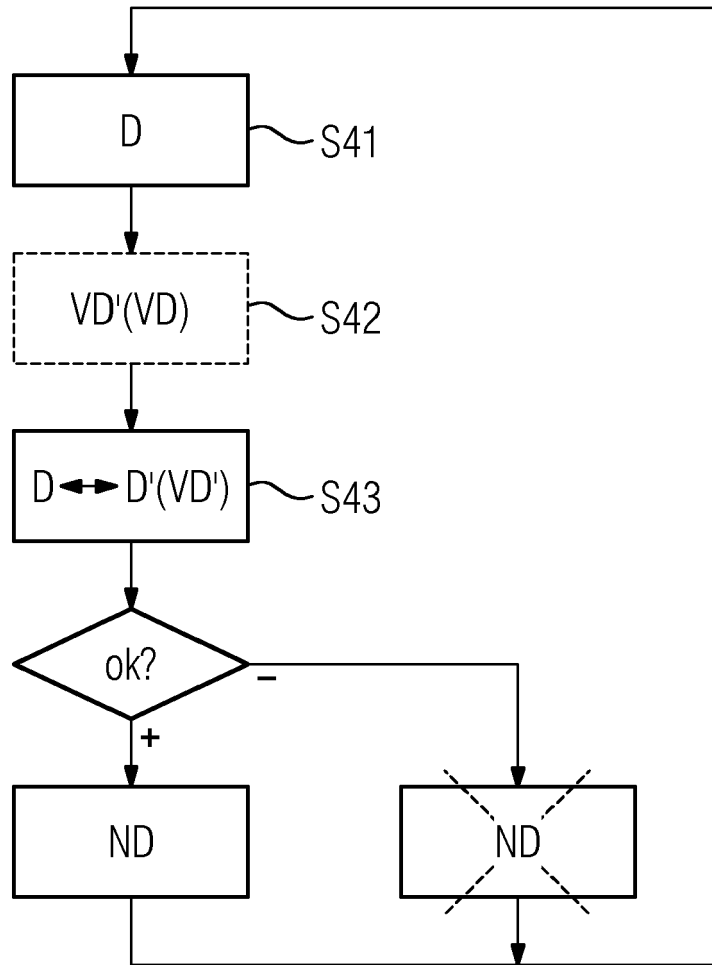 D
S41
VD'(VD)
S42
D ↔ D'(VD')
S43
ok?
−
+
ND
ND